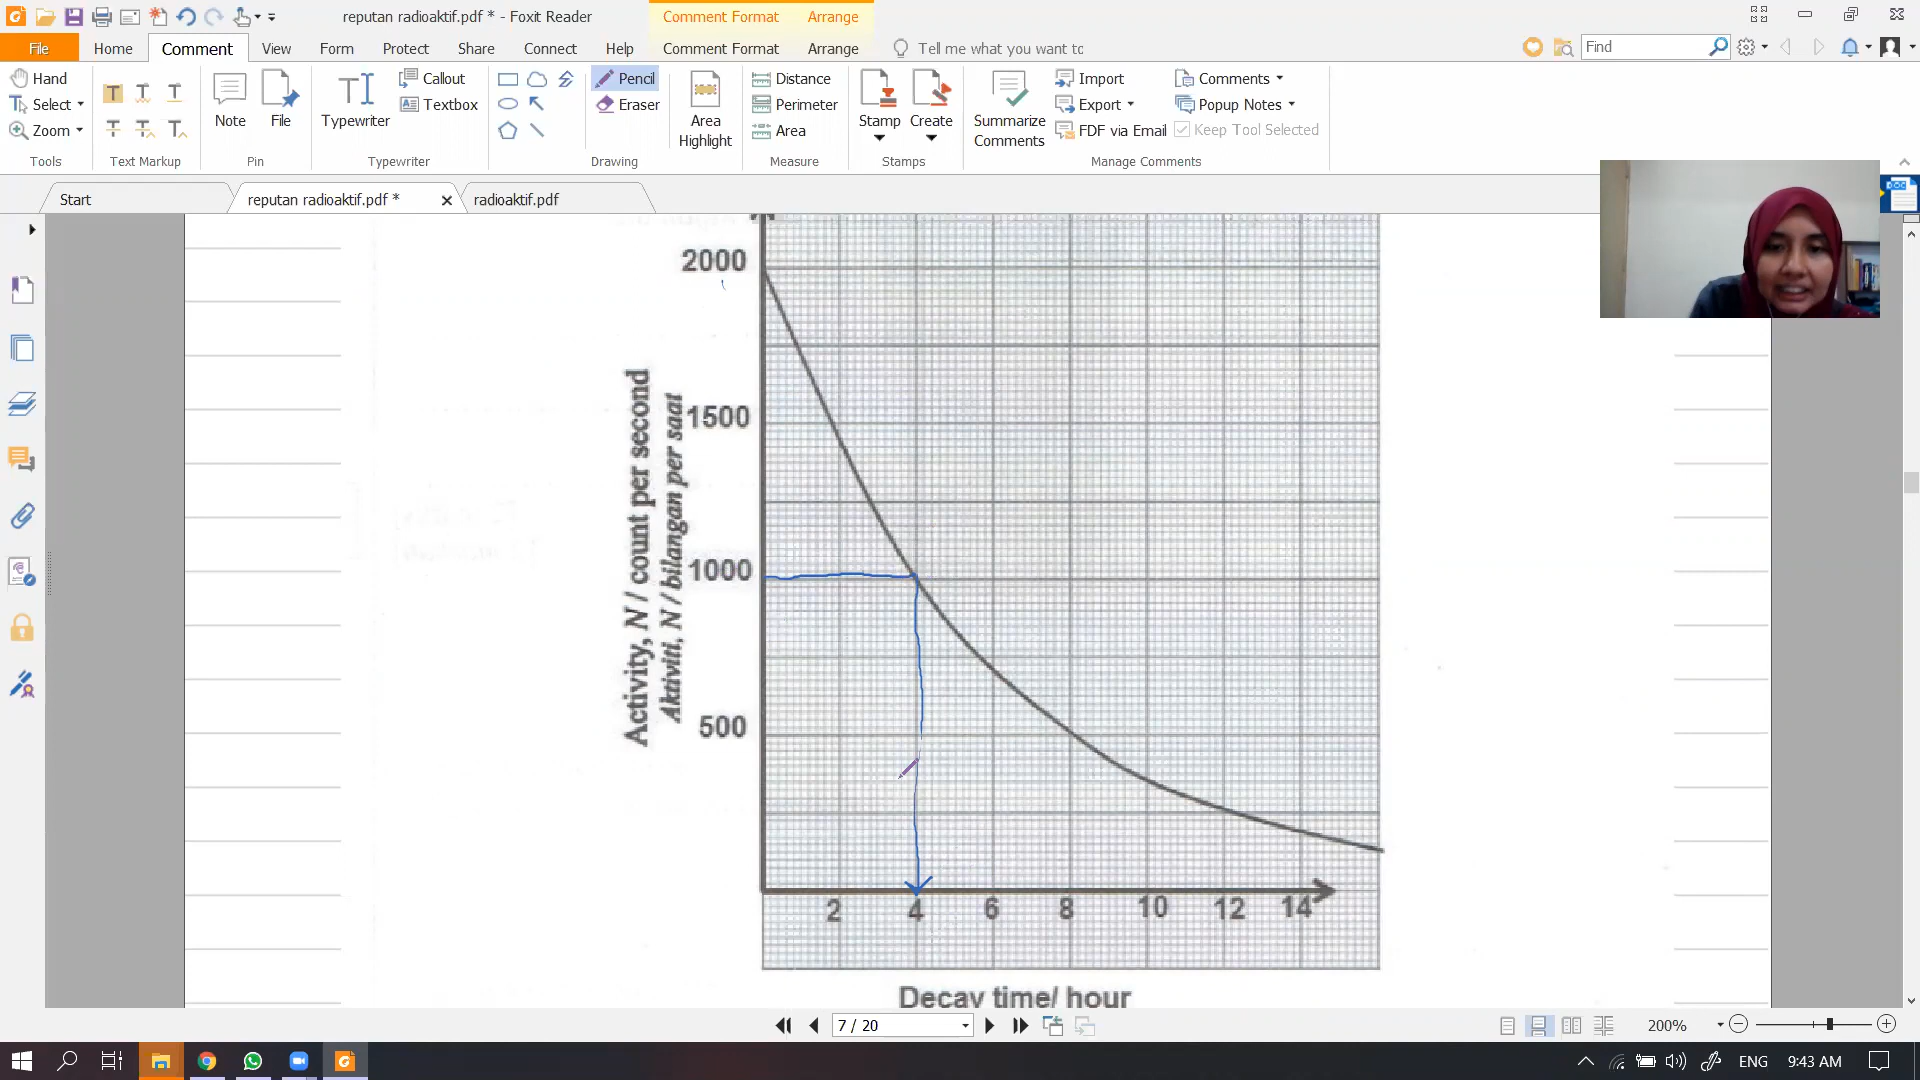 reputan radioaktif.pdf * - Foxit Reader
Comment Format
Arrange
File
Home
Comment
View
Form
Protect
Share
Connect
Help
Comment Format
Arrange
Tell me what you want to
Find
Hand
Select
Zoom
Tools
Text Markup
Note
File
Pin
Typewriter
Callout
Textbox
Typewriter
Pencil
Eraser
Drawing
Area Highlight
Distance
Perimeter
Area
Measure
Stamp
Create
Stamps
Summarize Comments
Import
Export
FDF via Email
Comments
Popup Notes
Keep Tool Selected
Manage Comments
Start
reputan radioaktif.pdf *
radioaktif.pdf
DOC
2000
1500
1000
500
Activity, N / count per second
Aktiviti, N / bilangan per saat
2 4 6 8 10 12 14
Decay time/ hour
7 / 20
200%
ENG
9:43 AM